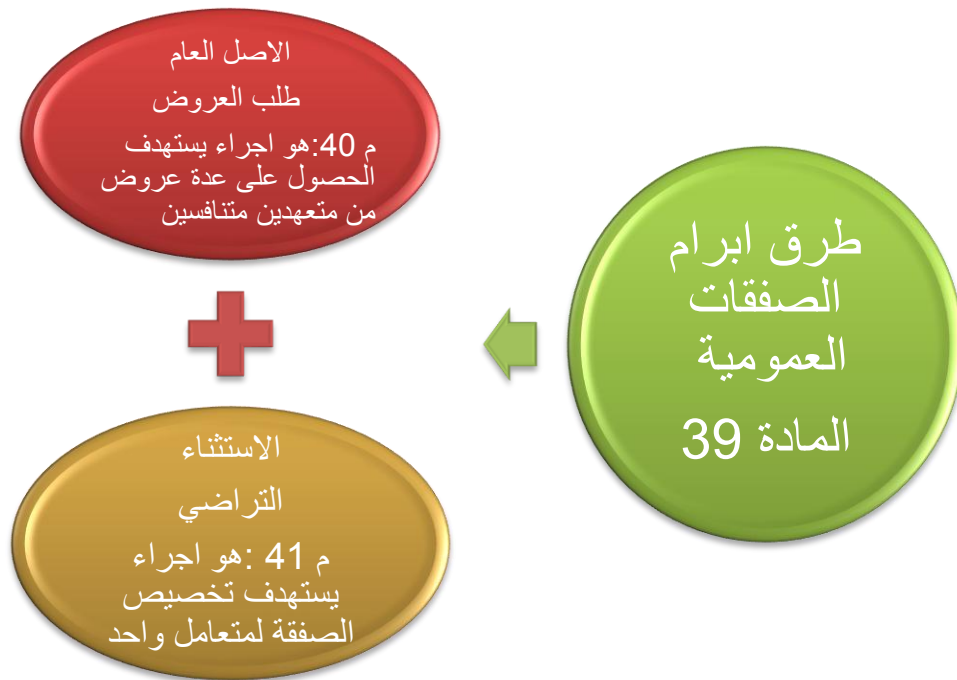 طرق ابرام
الصفقات
العمومية
المادة 39
الاصل العام
طلب العروض
م 40:هو اجراء يستهدف
الحصول على عدة عروض
من متعهدين متنافسين
الاستثناء
التراضي
م 41 :هو اجراء
يستهدف تخصيص
الصفقة لمتعامل واحد